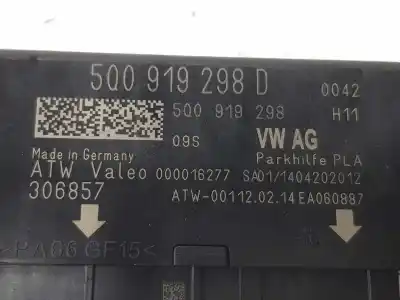 5Q0 919 298 D 0042
5Q0 919 298 H11
09S VW AG
Made in Germany Parkhilfe PLA
ATW Valeo 000016277 SA01/1404202012
306857 ATW-00112.02.14 EA060887
>PA66 GF15<